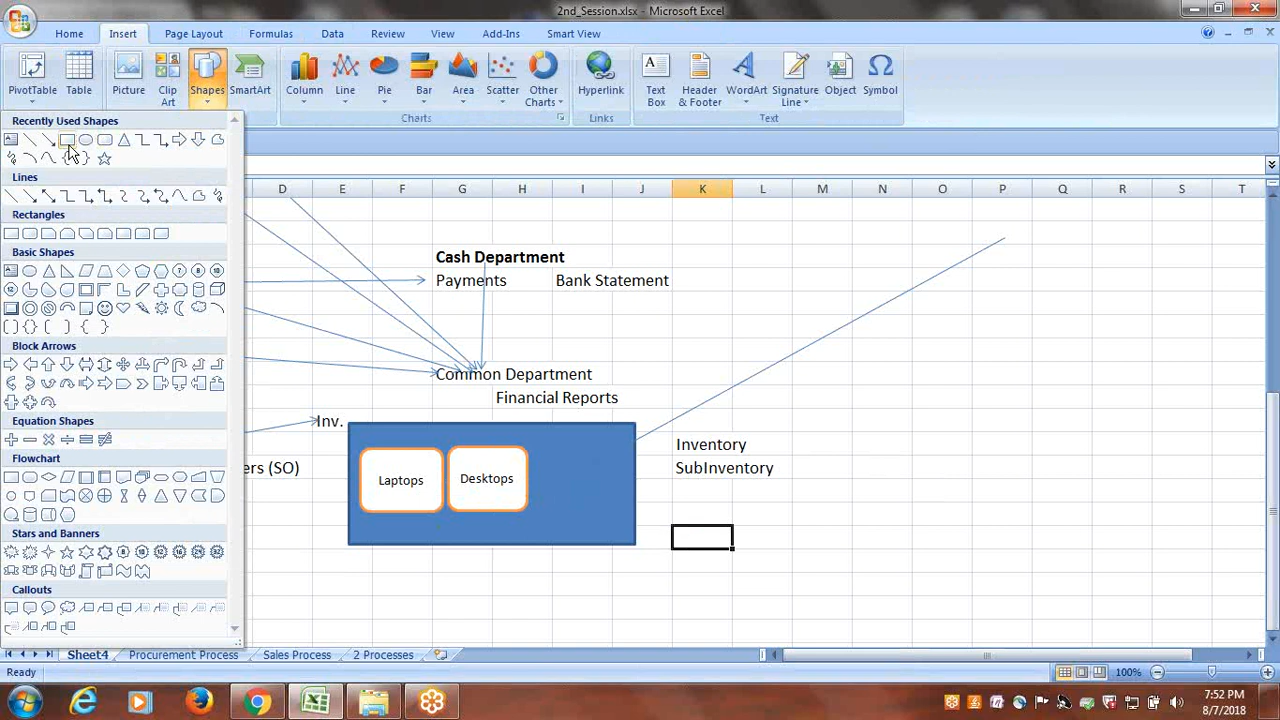 2nd_Session.xlsx - Microsoft Excel
Home Insert Page Layout Formulas Data Review View Add-Ins Smart View
PivotTable Table Picture Clip Art Shapes SmartArt Column Line Pie Bar Area Scatter Other Charts Hyperlink Text Box Header & Footer WordArt Signature Line Object Symbol
Charts Links Text
Recently Used Shapes
Lines
Rectangles
Basic Shapes
Block Arrows
Equation Shapes
Flowchart
Stars and Banners
Callouts
D E F G H I J K L M N O P Q R S T
Cash Department
Payments Bank Statement
Common Department
Financial Reports
Inv.
Inventory
ers (SO) SubInventory
Laptops Desktops
Sheet4 Procurement Process Sales Process 2 Processes
Ready 100%
7:52 PM
8/7/2018